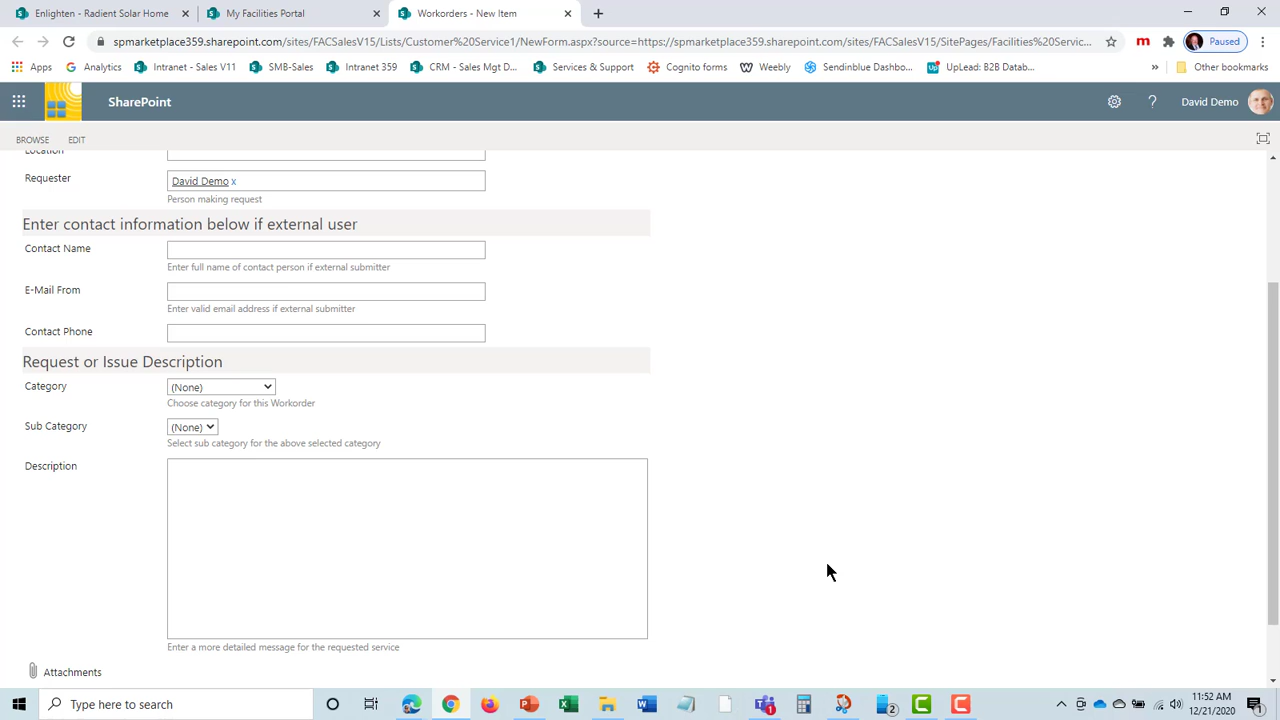 Enlighten - Radient Solar Home
My Facilities Portal
Workorders - New Item
spmarketplace359.sharepoint.com/sites/FACSalesV15/Lists/Customer%20Service1/NewForm.aspx?source=https://spmarketplace359.sharepoint.com/sites/FACSalesV15/SitePages/Facilities%20Servic...
Paused
Apps
Analytics
Intranet - Sales V11
SMB-Sales
Intranet 359
CRM - Sales Mgt D...
Services & Support
Cognito forms
Weebly
Sendinblue Dashbo...
UpLead: B2B Datab...
»
Other bookmarks
SharePoint
?
David Demo
BROWSE
EDIT
Location
Requester
David Demo x
Person making request
Enter contact information below if external user
Contact Name
Enter full name of contact person if external submitter
E-Mail From
Enter valid email address if external submitter
Contact Phone
Request or Issue Description
Category
(None)
Choose category for this Workorder
Sub Category
(None)
Select sub category for the above selected category
Description
Enter a more detailed message for the requested service
Attachments
Type here to search
11:52 AM
12/21/2020